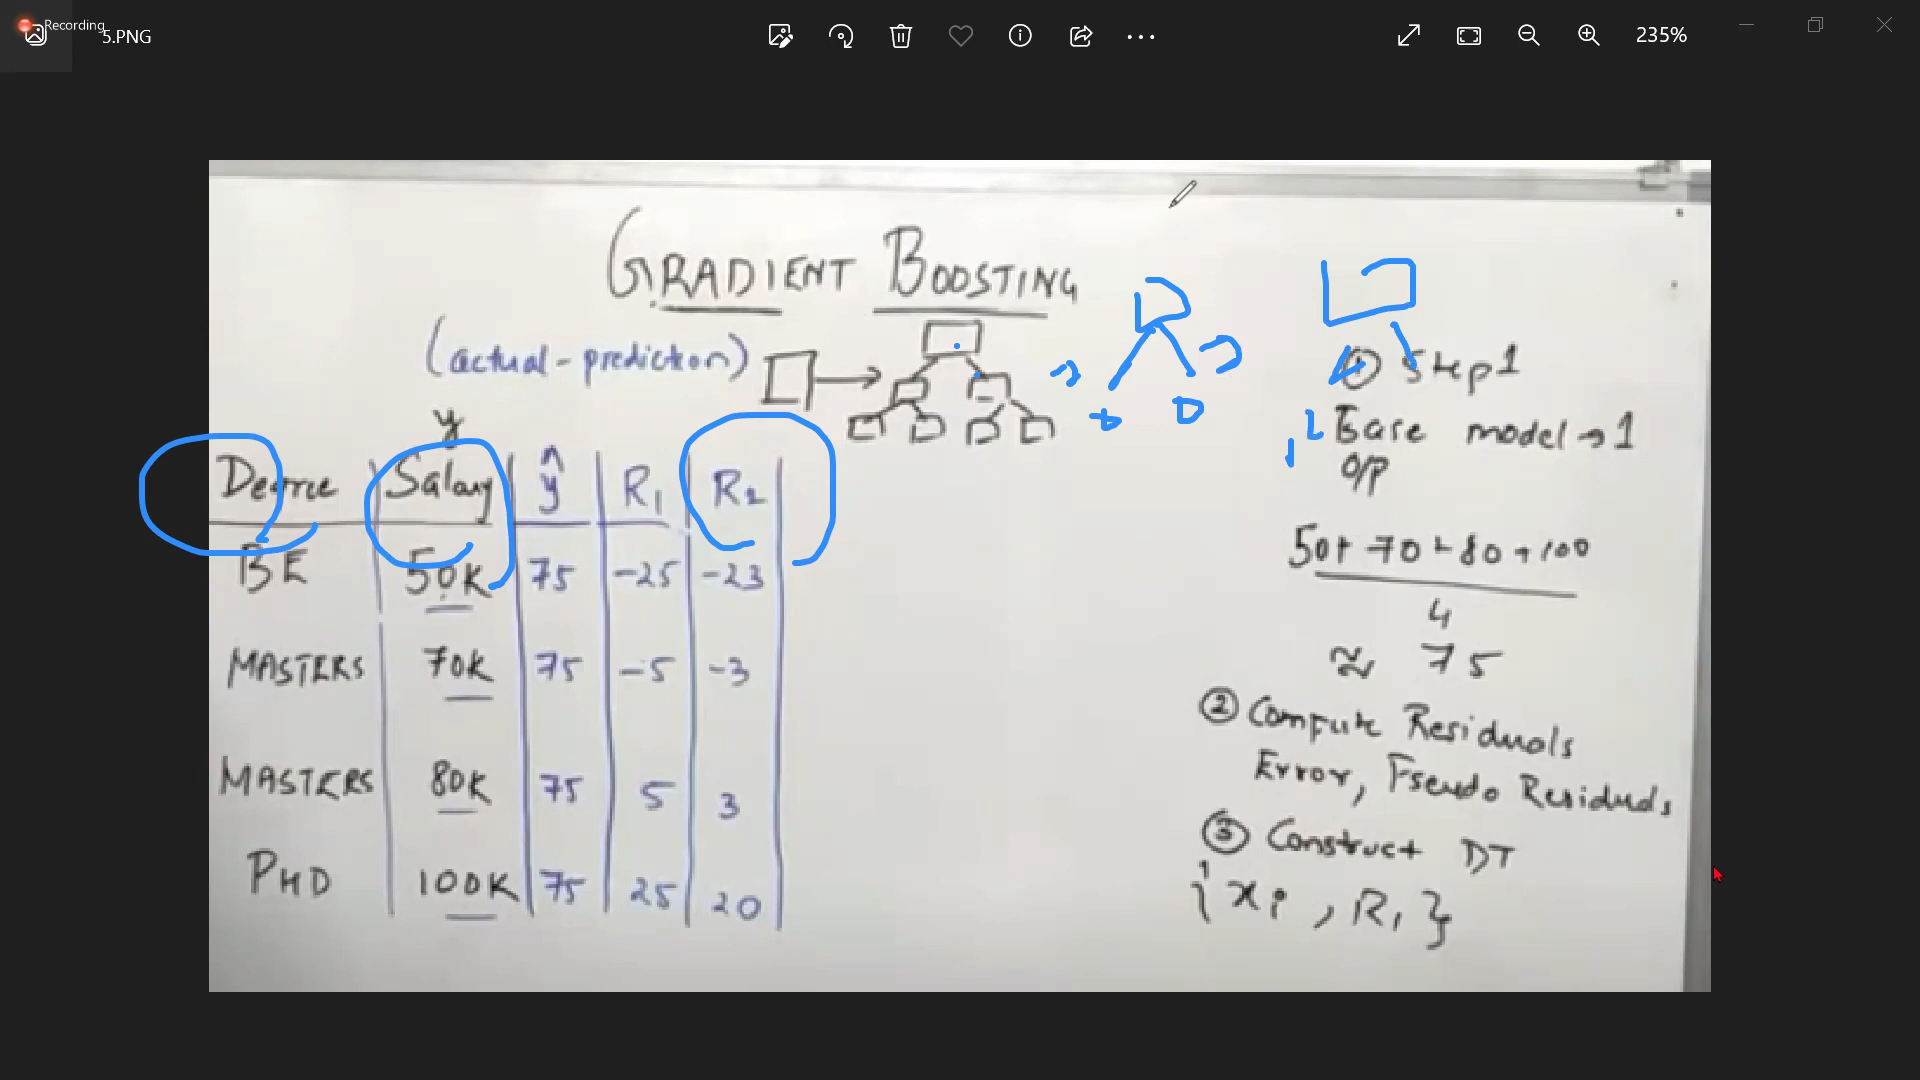 Recording
5.PNG
235%
GRADIENT BOOSTING
(actual - prediction)
① Step 1
Base model → 1
O/P
y
Degree Salary ŷ R1 R2
BE 50K 75 -25 -23
MASTERS 70K 75 -5 -3
MASTERS 80K 75 5 3
PHD 100K 75 25 20
50+70+80+100
4
≈ 75
② Compute Residuals
Error, Pseudo Residuals
③ Construct DT
{xi, R1}